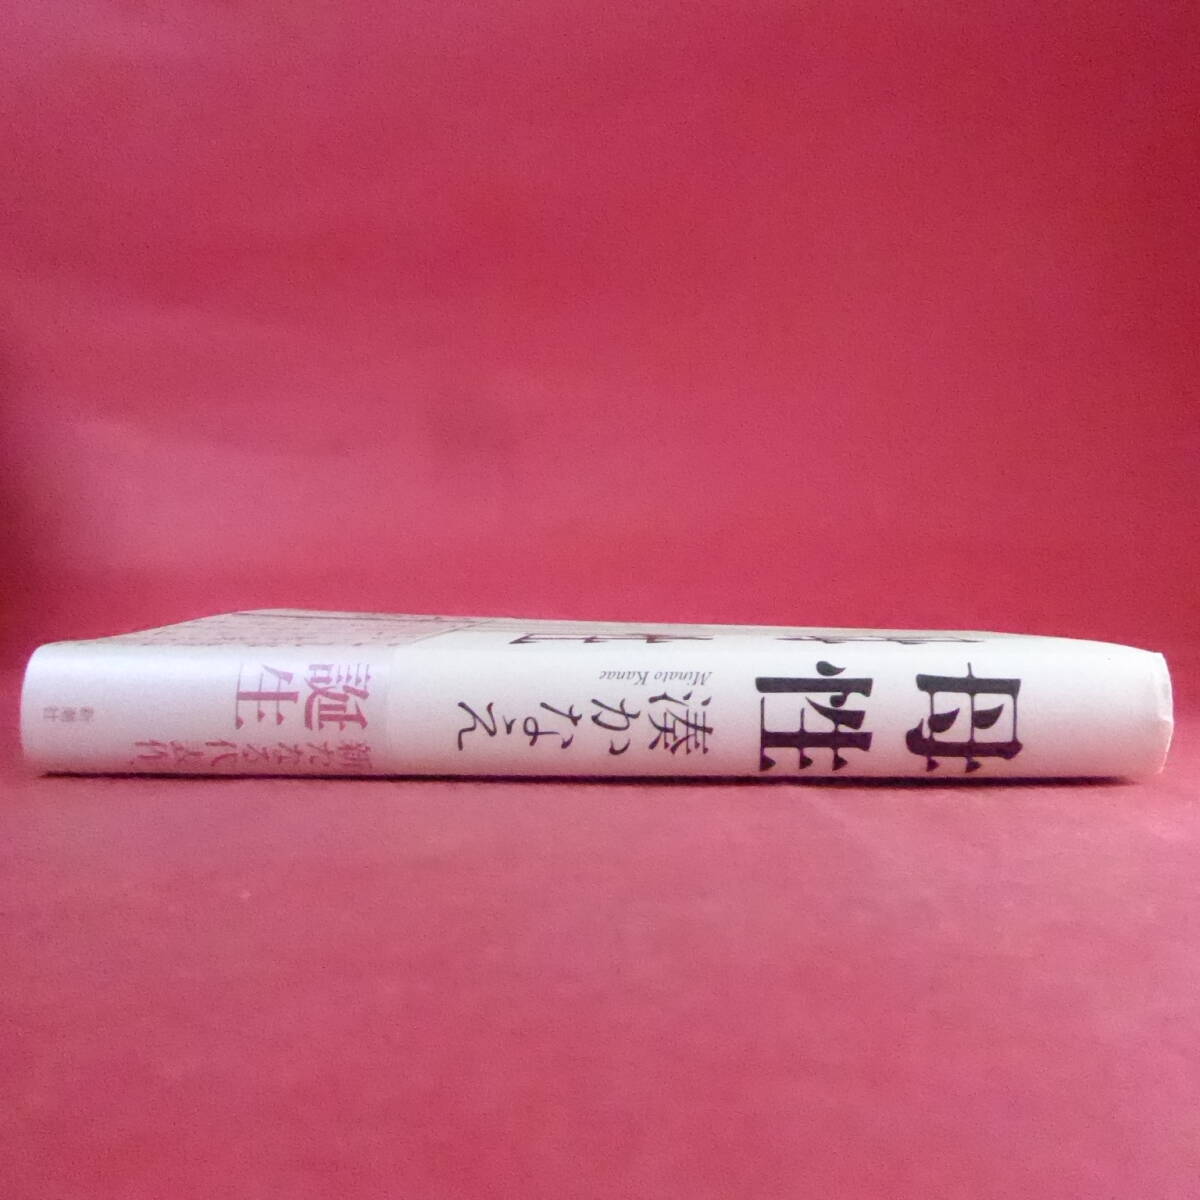 母性
湊かなえ
Minato Kanae
新たなる代表作、
誕生
新潮社